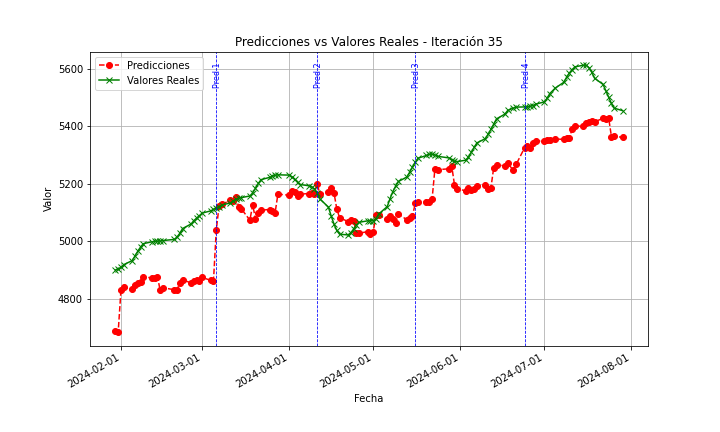 Predicciones vs Valores Reales - Iteración 35
Predicciones
Valores Reales
Pred 1
Pred 2
Pred 3
Pred 4
Valor
5600
5400
5200
5000
4800
2024-02-01
2024-03-01
2024-04-01
2024-05-01
2024-06-01
2024-07-01
2024-08-01
Fecha